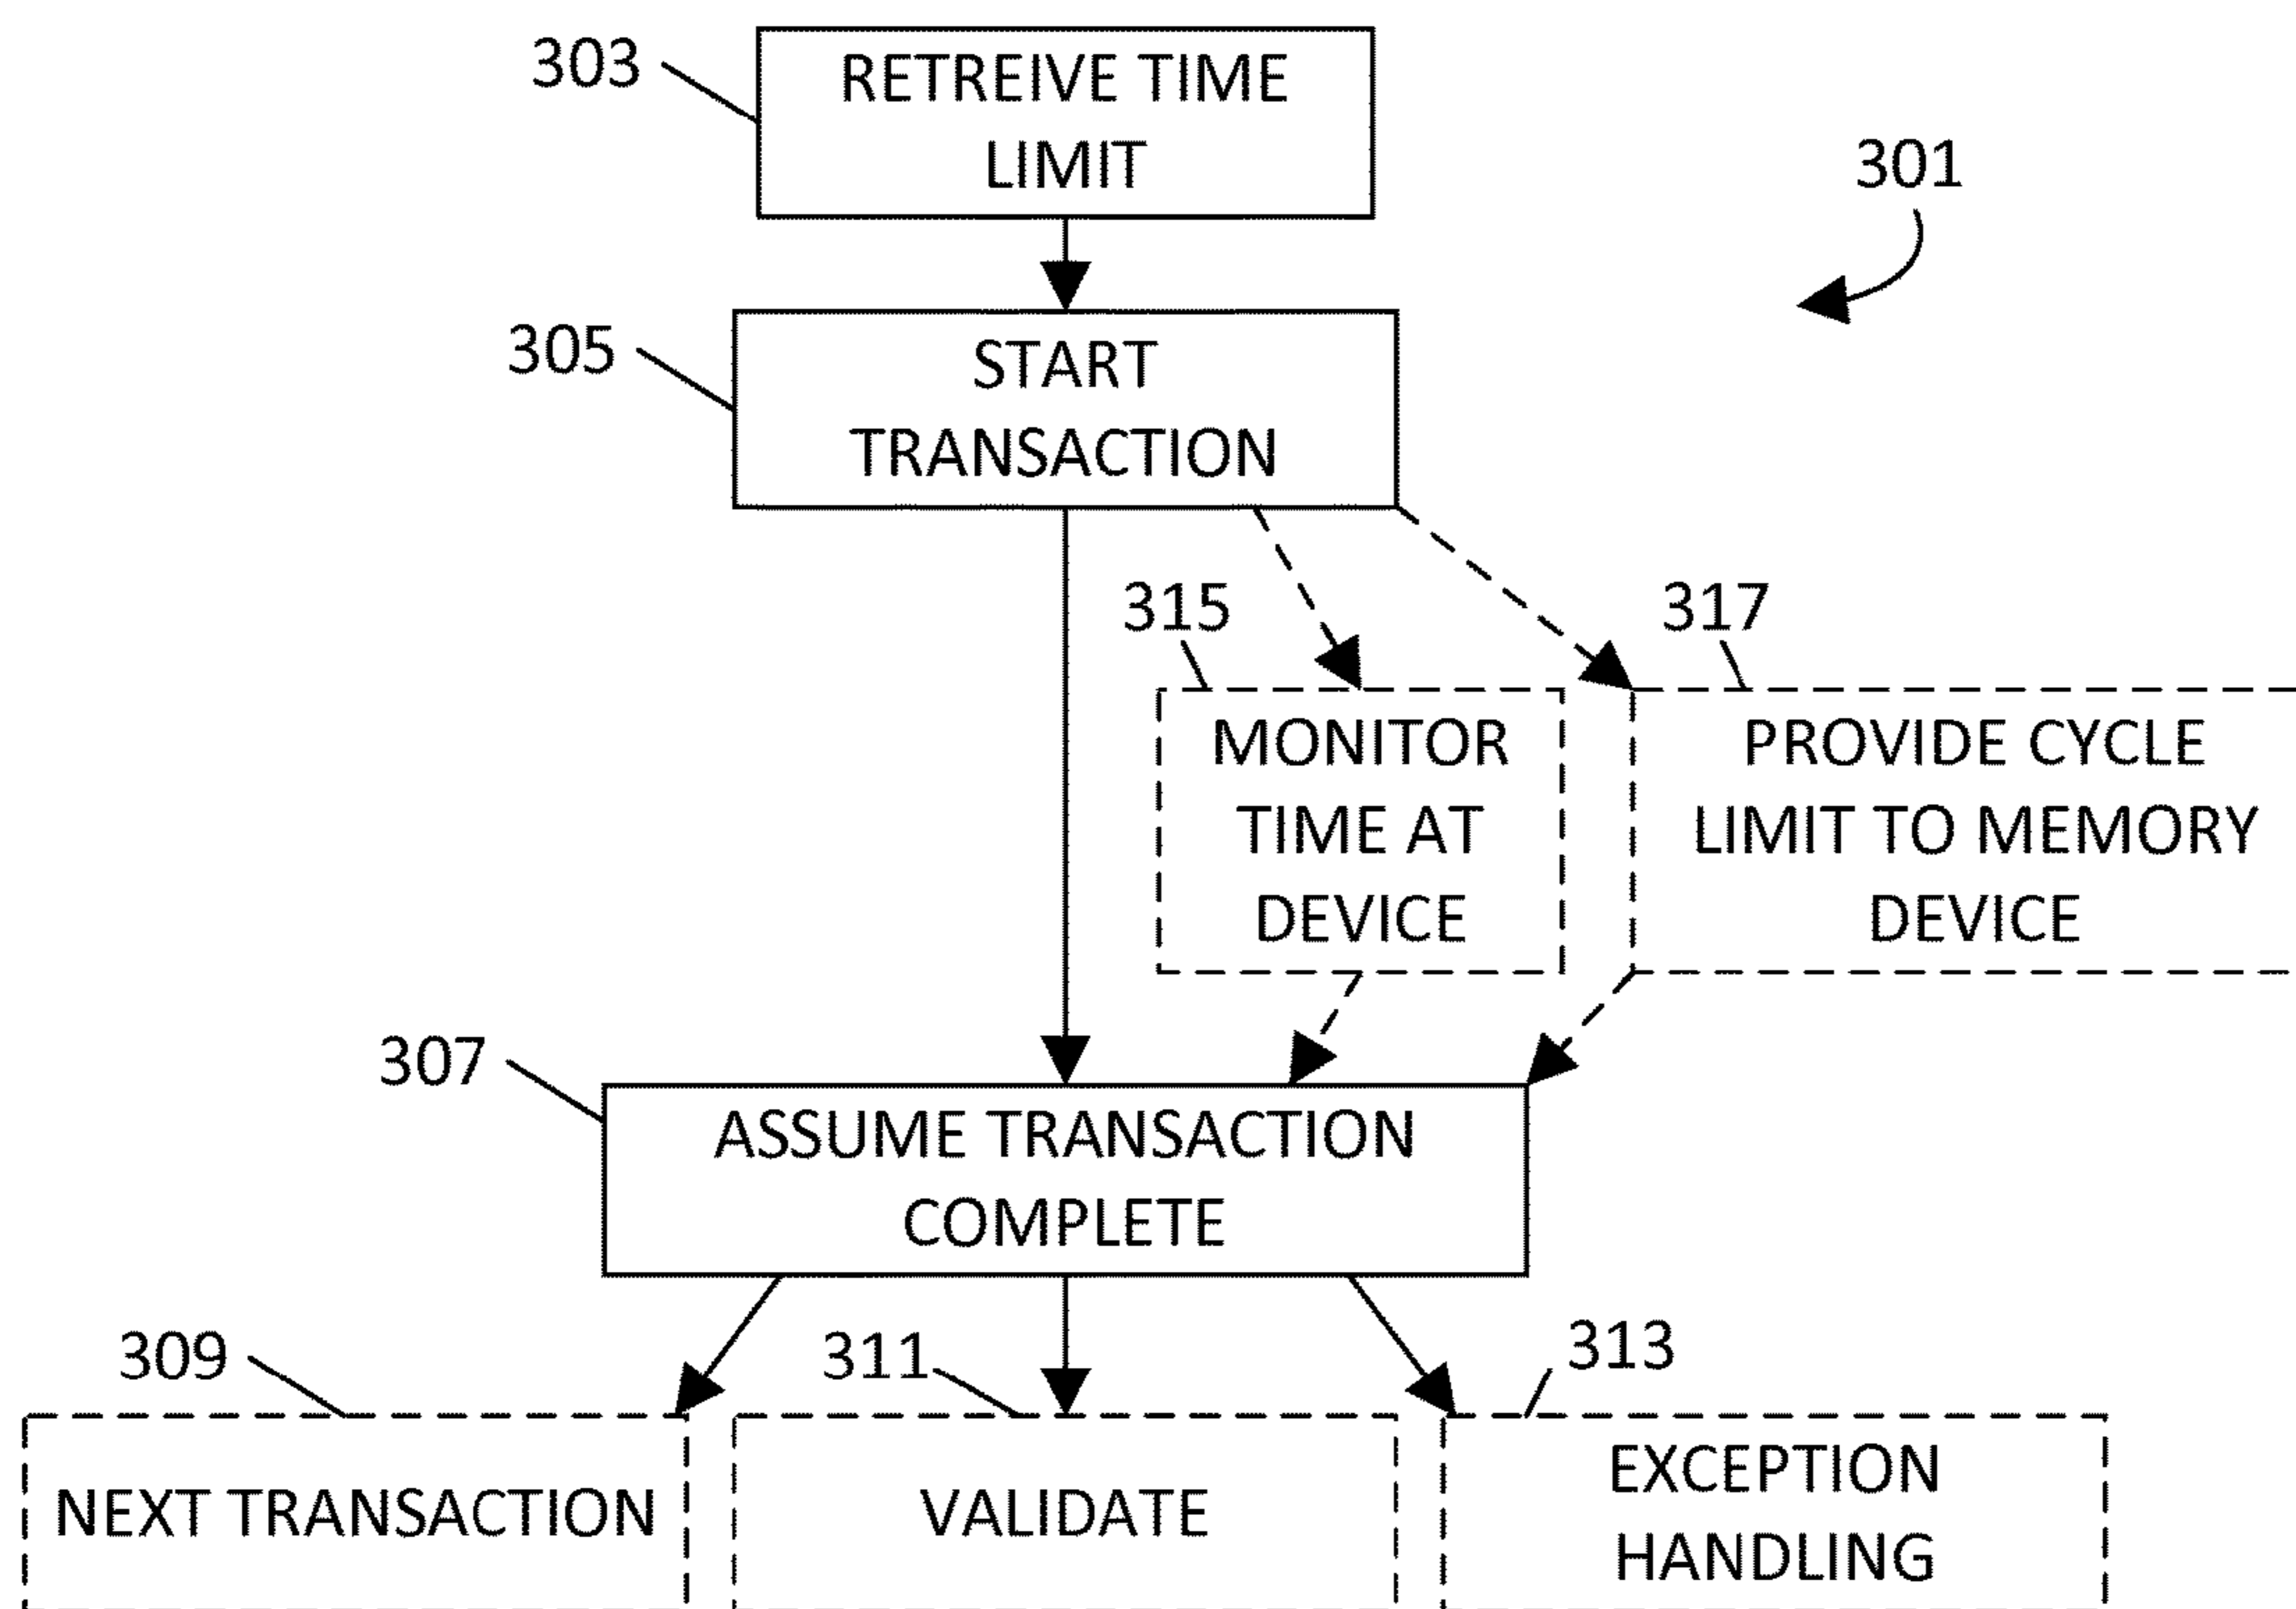 303
RETREIVE TIME
LIMIT
301
305
START
TRANSACTION
315
317
MONITOR
TIME AT
DEVICE
PROVIDE CYCLE
LIMIT TO MEMORY
DEVICE
307
ASSUME TRANSACTION
COMPLETE
309
311
313
NEXT TRANSACTION
VALIDATE
EXCEPTION
HANDLING